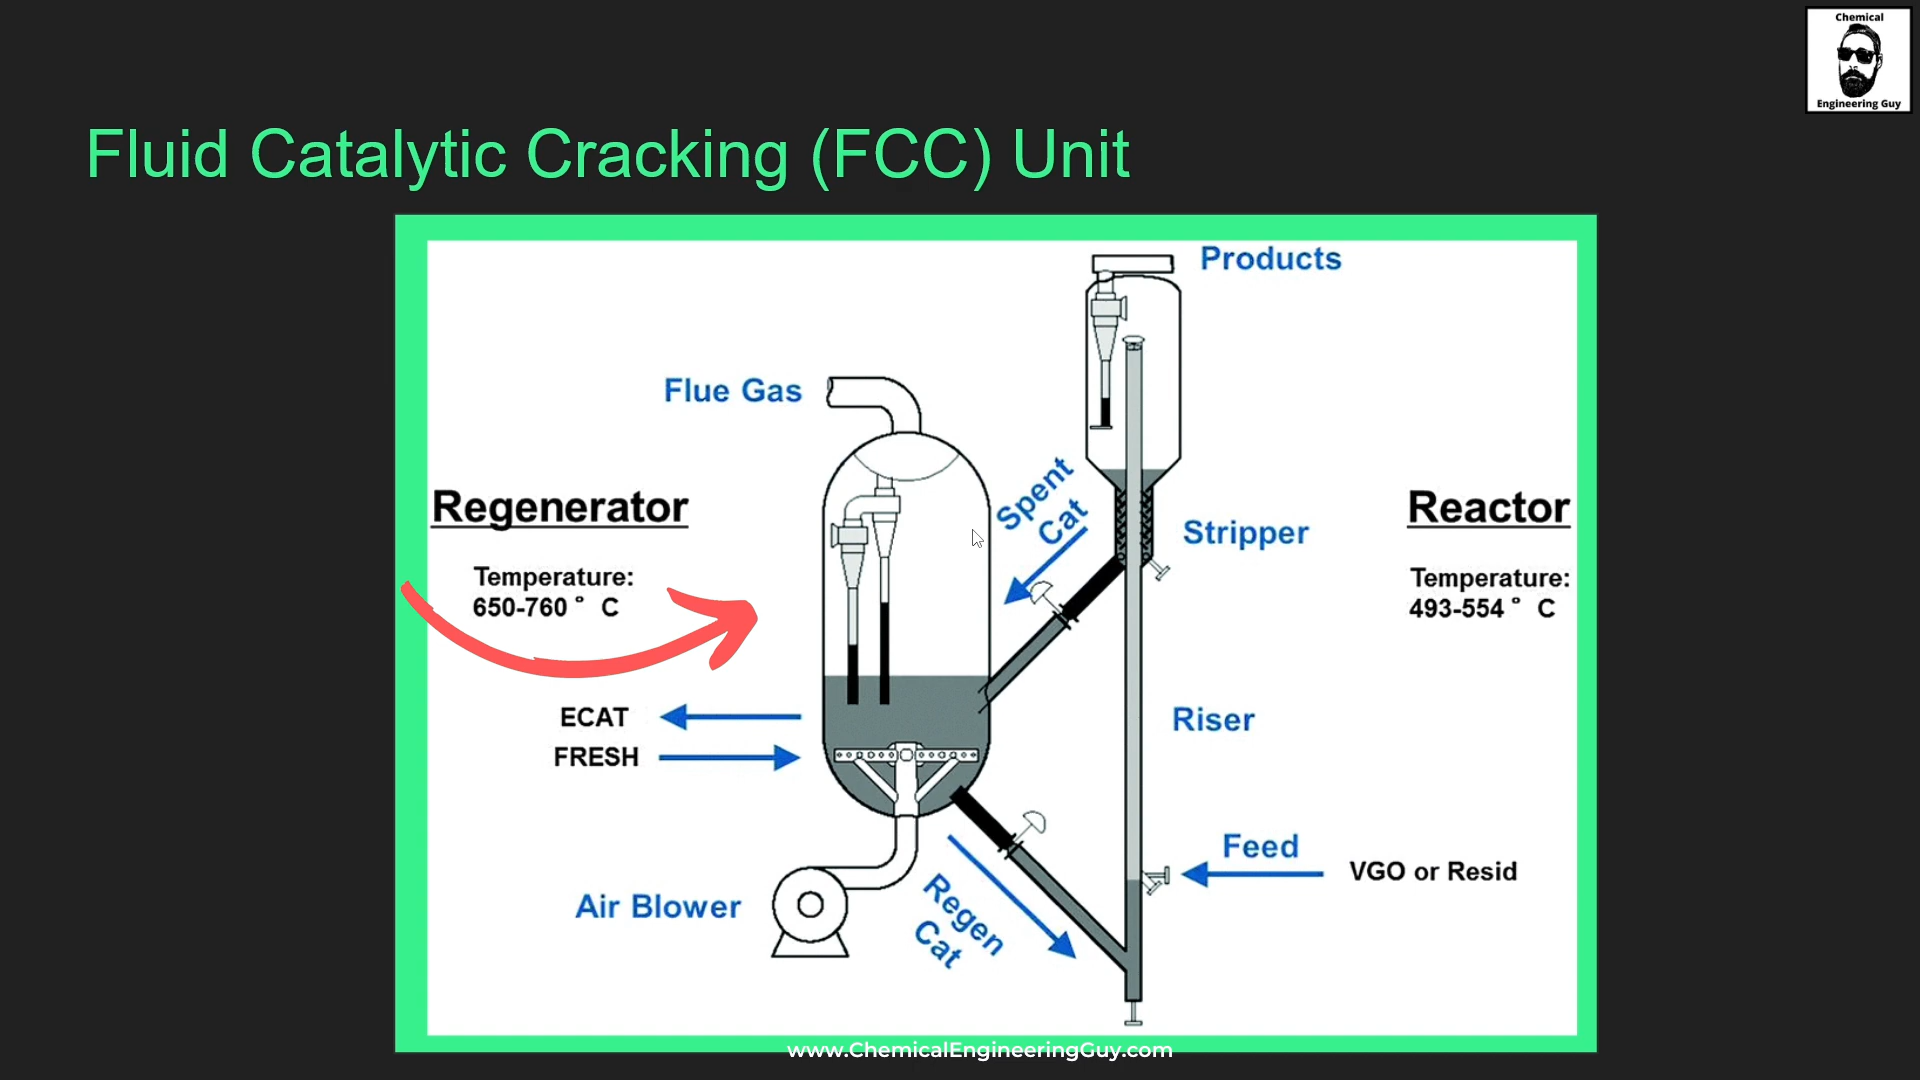 Chemical
Engineering Guy
Fluid Catalytic Cracking (FCC) Unit
Products
Flue Gas
Regenerator
Temperature:
650-760 ° C
Spent
Cat
Stripper
Reactor
Temperature:
493-554 ° C
ECAT
FRESH
Riser
Feed
VGO or Resid
Air Blower
Regen
Cat
www.ChemicalEngineeringGuy.com